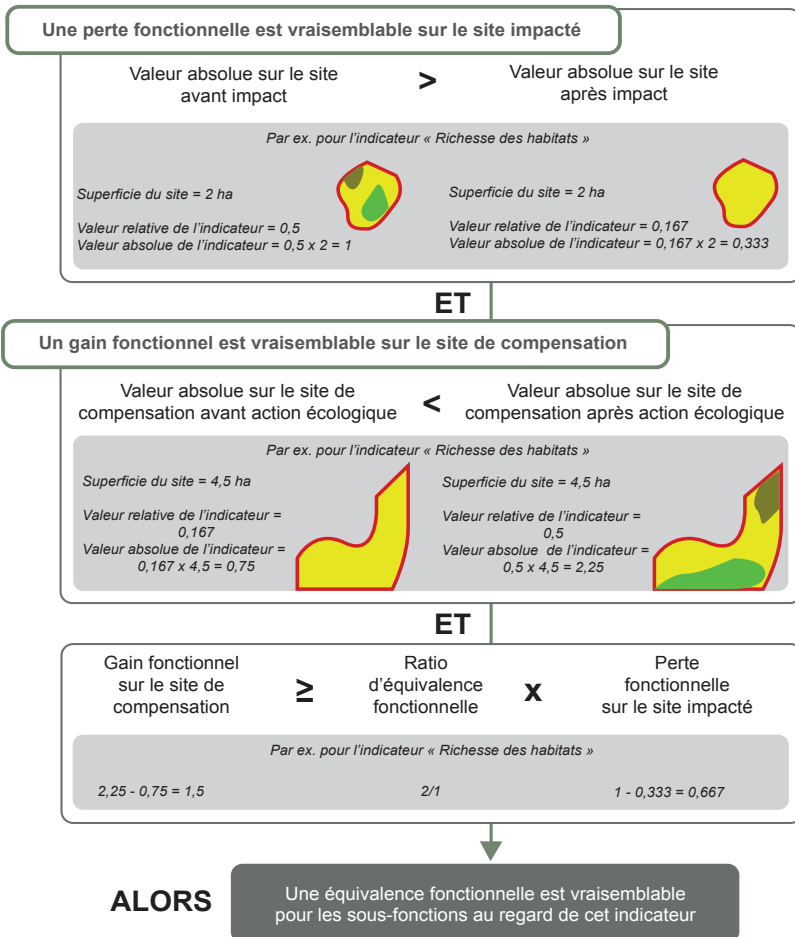 Une perte fonctionnelle est vraisemblable sur le site impacté
Valeur absolue sur le site
avant impact
>
Valeur absolue sur le site
après impact
Par ex. pour l'indicateur « Richesse des habitats »
Superficie du site = 2 ha
Valeur relative de l'indicateur = 0,5
Valeur absolue de l'indicateur = 0,5 x 2 = 1
Superficie du site = 2 ha
Valeur relative de l'indicateur = 0,167
Valeur absolue de l'indicateur = 0,167 x 2 = 0,333
ET
Un gain fonctionnel est vraisemblable sur le site de compensation
Valeur absolue sur le site de
compensation avant action écologique
<
Valeur absolue sur le site de
compensation après action écologique
Par ex. pour l'indicateur « Richesse des habitats »
Superficie du site = 4,5 ha
Valeur relative de l'indicateur =
0,167
Valeur absolue de l'indicateur =
0,167 x 4,5 = 0,75
Superficie du site = 4,5 ha
Valeur relative de l'indicateur =
0,5
Valeur absolue de l'indicateur =
0,5 x 4,5 = 2,25
ET
Gain fonctionnel
sur le site de
compensation
≥
Ratio
d'équivalence
fonctionnelle
x
Perte
fonctionnelle
sur le site impacté
Par ex. pour l'indicateur « Richesse des habitats »
2,25 - 0,75 = 1,5
2/1
1 - 0,333 = 0,667
ALORS
Une équivalence fonctionnelle est vraisemblable
pour les sous-fonctions au regard de cet indicateur